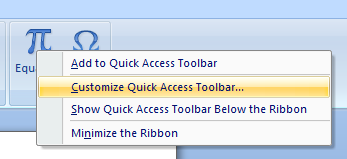 Equa
Add to Quick Access Toolbar
Customize Quick Access Toolbar...
Show Quick Access Toolbar Below the Ribbon
Minimize the Ribbon